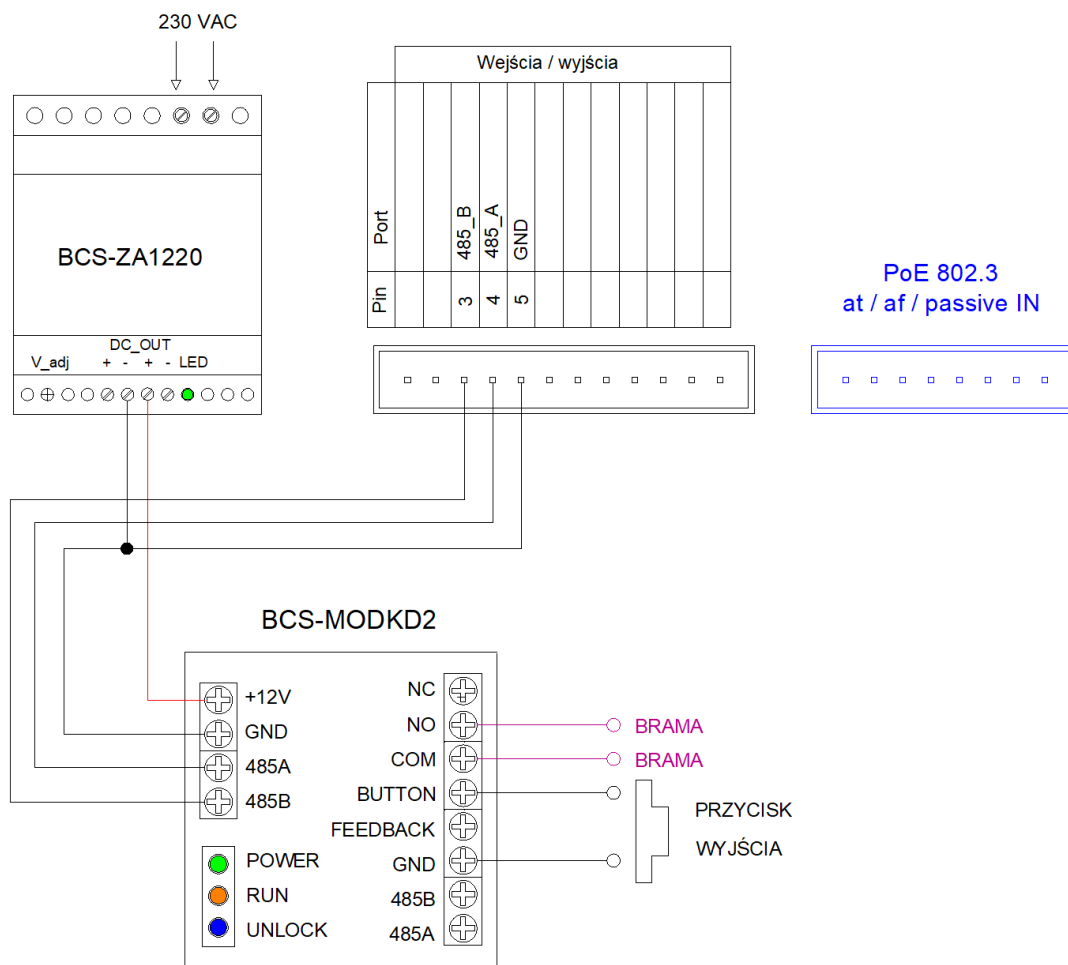 230 VAC
BCS-ZA1220
DC_OUT
V_adj + - + - LED
Wejścia / wyjścia
Port
485_B
485_A
GND
Pin
3
4
5
PoE 802.3
at / af / passive IN
BCS-MODKD2
+12V
GND
485A
485B
POWER
RUN
UNLOCK
NC
NO
COM
BUTTON
FEEDBACK
GND
485B
485A
BRAMA
BRAMA
PRZYCISK
WYJŚCIA